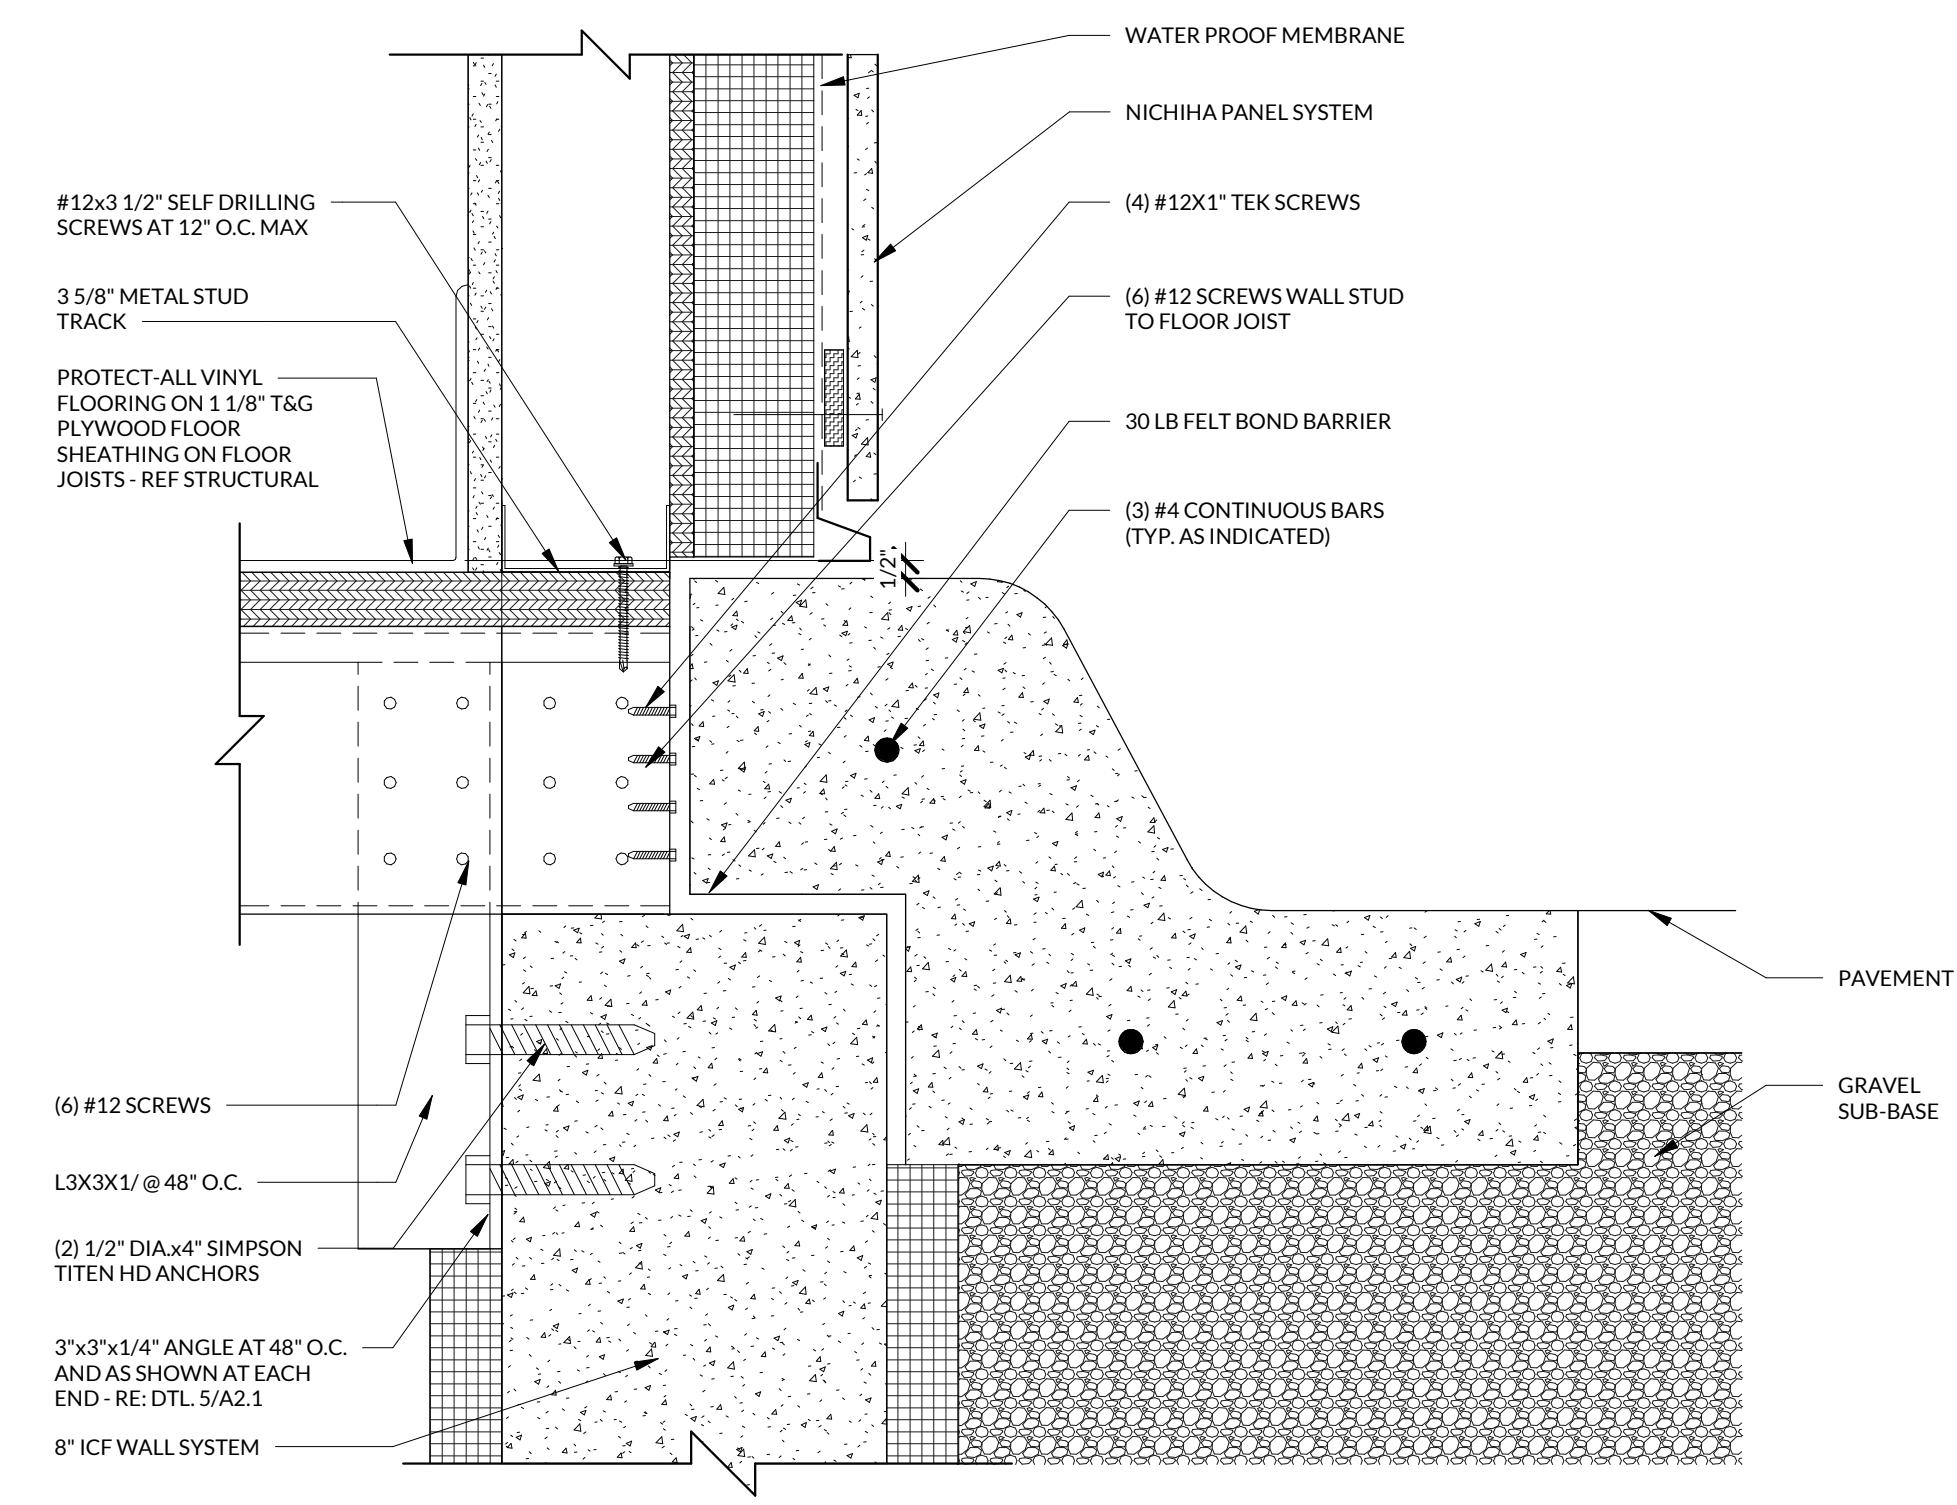 WATER PROOF MEMBRANE
NICHIHA PANEL SYSTEM
(4) #12X1" TEK SCREWS
(6) #12 SCREWS WALL STUD
TO FLOOR JOIST
30 LB FELT BOND BARRIER
(3) #4 CONTINUOUS BARS
(TYP. AS INDICATED)
#12x3 1/2" SELF DRILLING
SCREWS AT 12" O.C. MAX
3 5/8" METAL STUD
TRACK
PROTECT-ALL VINYL
FLOORING ON 1 1/8" T&G
PLYWOOD FLOOR
SHEATHING ON FLOOR
JOISTS - REF STRUCTURAL
1/2"
PAVEMENT
GRAVEL
SUB-BASE
(6) #12 SCREWS
L3X3X1/ @ 48" O.C.
(2) 1/2" DIA.x4" SIMPSON
TITEN HD ANCHORS
3"x3"x1/4" ANGLE AT 48" O.C.
AND AS SHOWN AT EACH
END - RE: DTL. 5/A2.1
8" ICF WALL SYSTEM